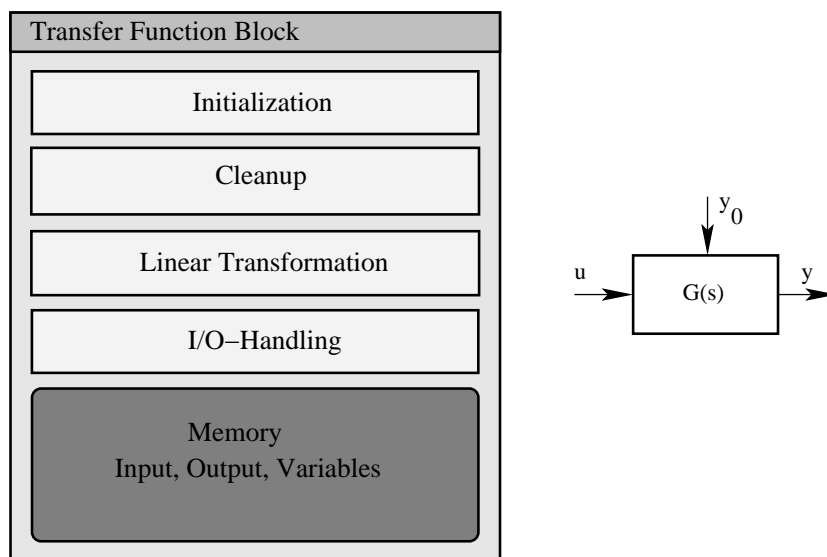 Transfer Function Block
Initialization
Cleanup
Linear Transformation
I/O−Handling
Memory
Input, Output, Variables
y0
u
G(s)
y